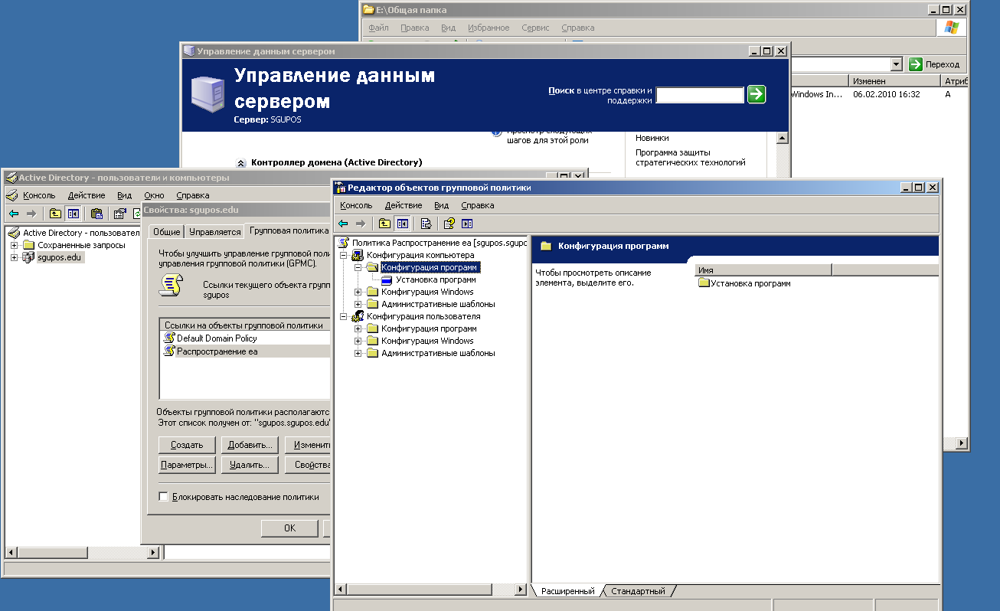 E:\Общая папка
Файл Правка Вид Избранное Сервис Справка
Переход
Изменен Атриб
Windows In... 06.02.2010 16:32 A
Управление данным сервером
Управление данным
сервером
Сервер: SGUPOS
Поиск в центре справки и
поддержки
шагов для этой роли
Контроллер домена (Active Directory)
Новинки
Программа защиты
стратегических технологий
Active Directory - пользователи и компьютеры
Консоль Действие Вид Окно Справка
Active Directory - пользовател
Сохраненные запросы
sgupos.edu
Свойства: sgupos.edu
Общие Управляется Групповая политика
Чтобы улучшить управление групповой поли
управления групповой политики (GPMC).
Ссылки текущего объекта групп
sgupos
Ссылки на объекты групповой политики
Default Domain Policy
Распространение еа
Объекты групповой политики располагаютс
Этот список получен от: "sgupos.sgupos.edu"
Создать Добавить... Изменить
Параметры... Удалить... Свойства
Блокировать наследование политики
OK
Редактор объектов групповой политики
Консоль Действие Вид Справка
Политика Распространение еа [sgupos.sgupo
Конфигурация компьютера
Конфигурация программ
Установка программ
Конфигурация Windows
Административные шаблоны
Конфигурация пользователя
Конфигурация программ
Конфигурация Windows
Административные шаблоны
Конфигурация программ
Чтобы просмотреть описание
элемента, выделите его.
Имя
Установка программ
Расширенный Стандартный